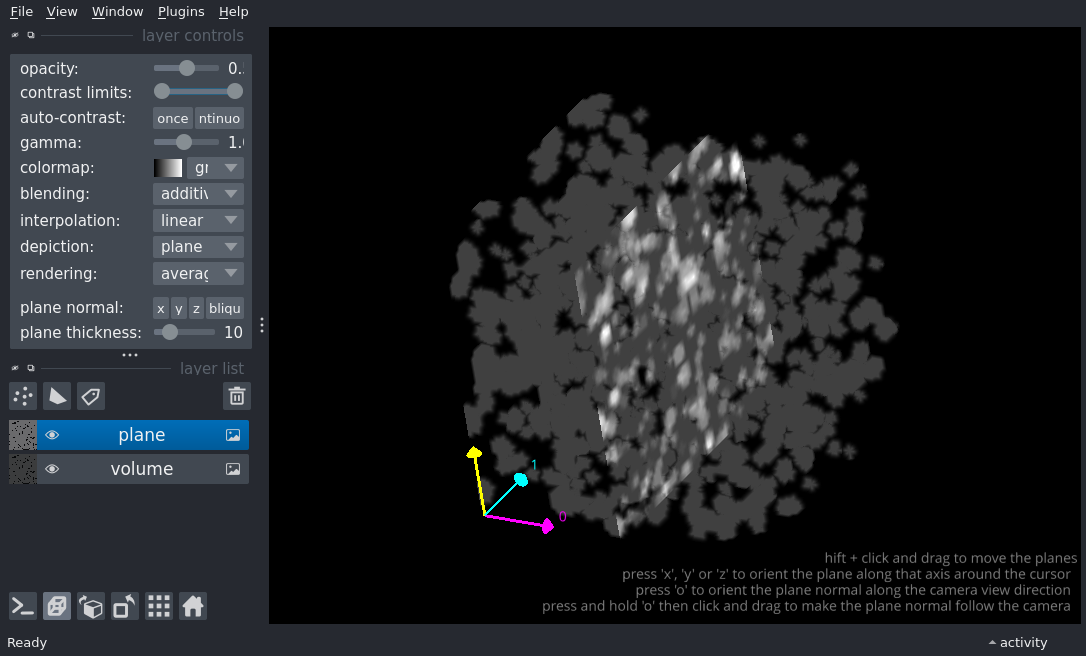 File View Window Plugins Help
layer controls
opacity: 0.
contrast limits:
auto-contrast: once ntinuo
gamma: 1.
colormap: gr
blending: additiv
interpolation: linear
depiction: plane
rendering: averag
plane normal: x y z bliqu
plane thickness: 10
layer list
plane
volume
1
0
hift + click and drag to move the planes
press 'x', 'y' or 'z' to orient the plane along that axis around the cursor
press 'o' to orient the plane normal along the camera view direction
press and hold 'o' then click and drag to make the plane normal follow the camera
Ready
activity